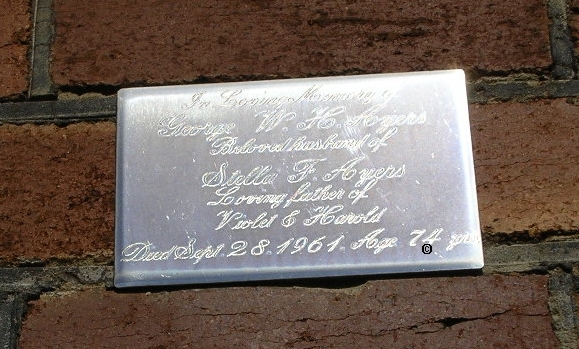 In Loving Memory of
George W. H. Ayers
Beloved husband of
Stella F. Ayers
Loving father of
Violet & Harold
Died Sept. 28. 1961. Age 74 yrs
©